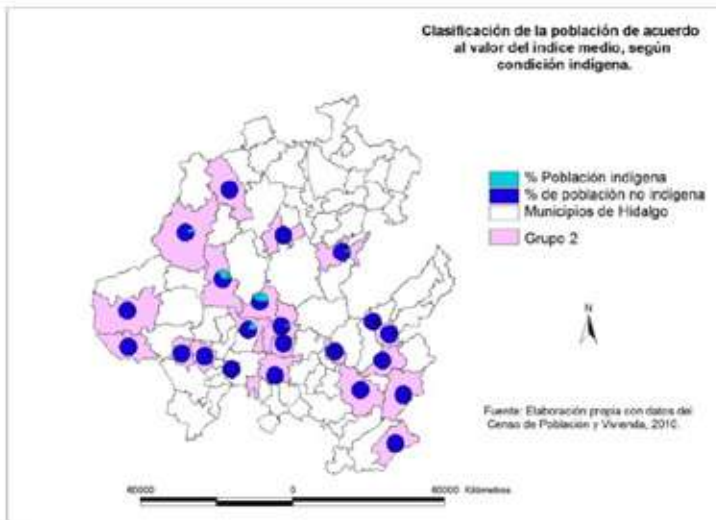 Clasificación de la población de acuerdo
al valor del índice medio, según
condición indígena.
% Población indígena
% de población no indígena
Municipios de Hidalgo
Grupo 2
N
Fuente: Elaboración propia con datos del
Censo de Población y Vivienda, 2010.
60000 0 60000 Kilómetros